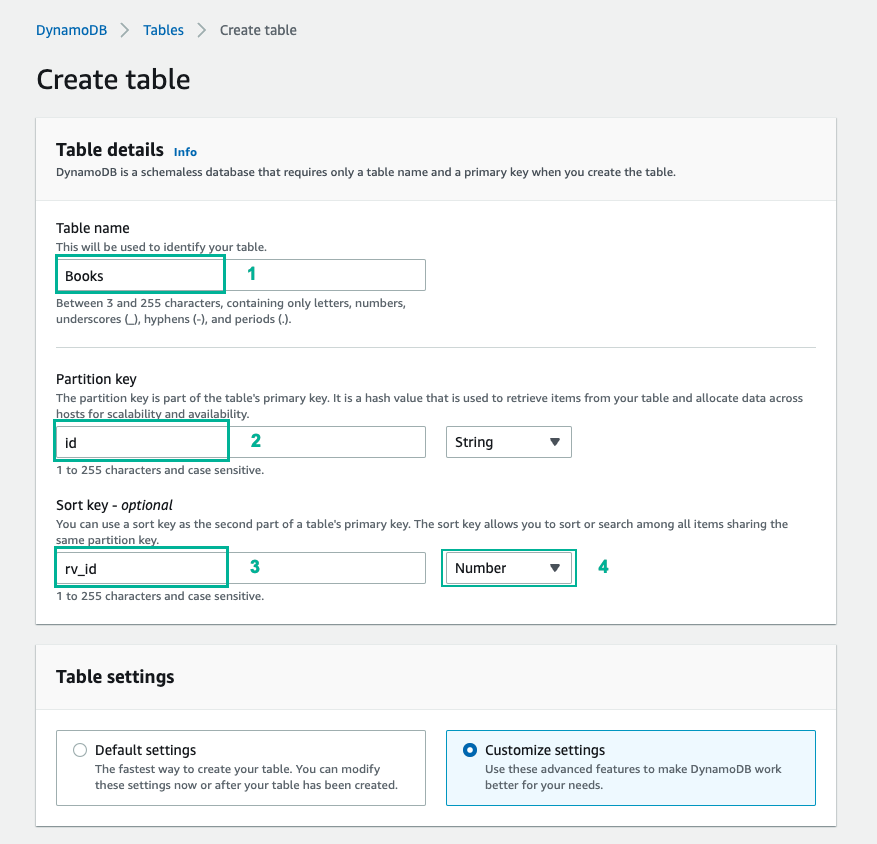 DynamoDB > Tables > Create table
Create table
Table details Info
DynamoDB is a schemaless database that requires only a table name and a primary key when you create the table.
Table name
This will be used to identify your table.
Books 1
Between 3 and 255 characters, containing only letters, numbers,
underscores (_), hyphens (-), and periods (.).
Partition key
The partition key is part of the table's primary key. It is a hash value that is used to retrieve items from your table and allocate data across
hosts for scalability and availability.
id 2 String
1 to 255 characters and case sensitive.
Sort key - optional
You can use a sort key as the second part of a table's primary key. The sort key allows you to sort or search among all items sharing the
same partition key.
rv_id 3 Number 4
1 to 255 characters and case sensitive.
Table settings
Default settings
The fastest way to create your table. You can modify
these settings now or after your table has been created.
Customize settings
Use these advanced features to make DynamoDB work
better for your needs.